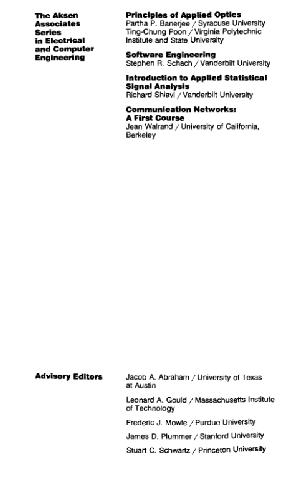 The Aksen
Associates
Series
in Electrical
and Computer
Engineering
Principles of Applied Optics
Partha P. Banerjee / Syracuse University
Ting-Chung Poon / Virginia Polytechnic
Institute and State University
Software Engineering
Stephen R. Schach / Vanderbilt University
Introduction to Applied Statistical
Signal Analysis
Richard Shiavi / Vanderbilt University
Communication Networks:
A First Course
Jean Walrand / University of California,
Berkeley
Advisory Editors
Jacob A. Abraham / University of Texas
at Austin
Leonard A. Gould / Massachusetts Institute
of Technology
Frederic J. Mowle / Purdue University
James D. Plummer / Stanford University
Stuart C. Schwartz / Princeton University